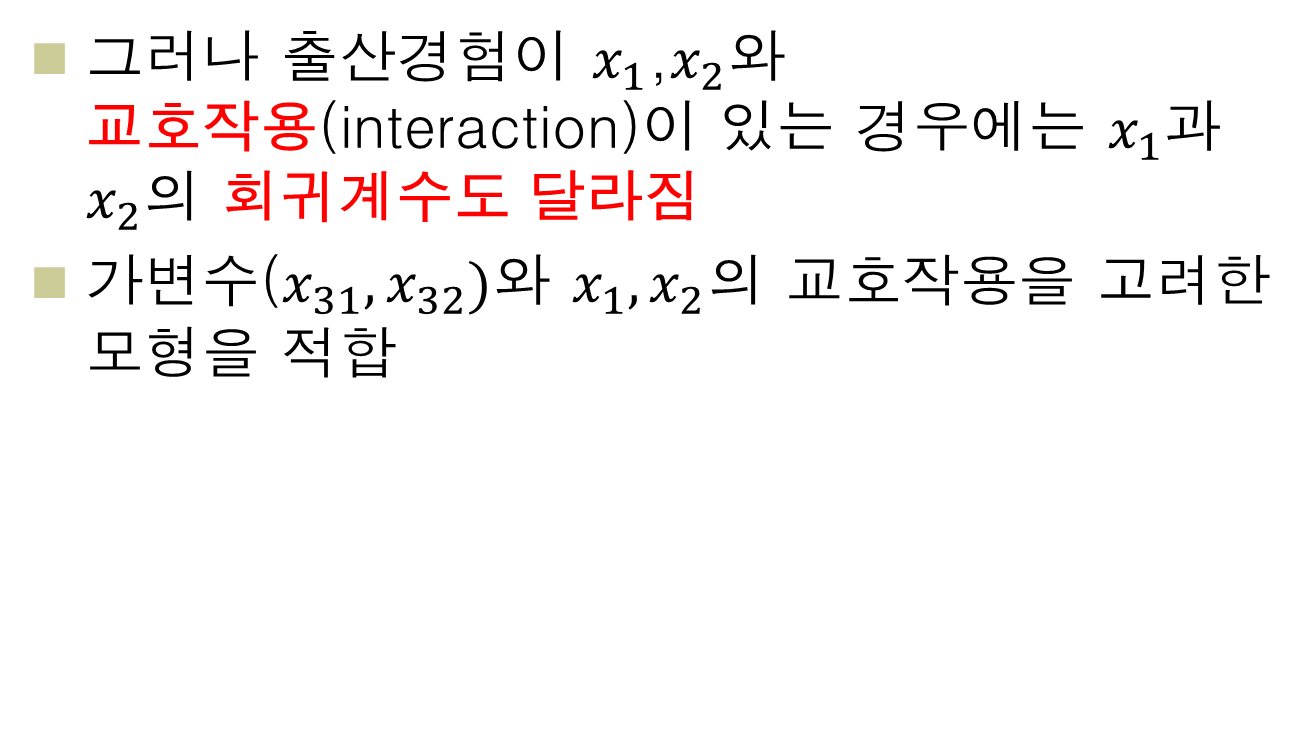 그러나 출산경험이 x₁,x₂와
교호작용(interaction)이 있는 경우에는 x₁과
x₂의 회귀계수도 달라짐
가변수(x₃₁, x₃₂)와 x₁, x₂의 교호작용을 고려한
모형을 적합